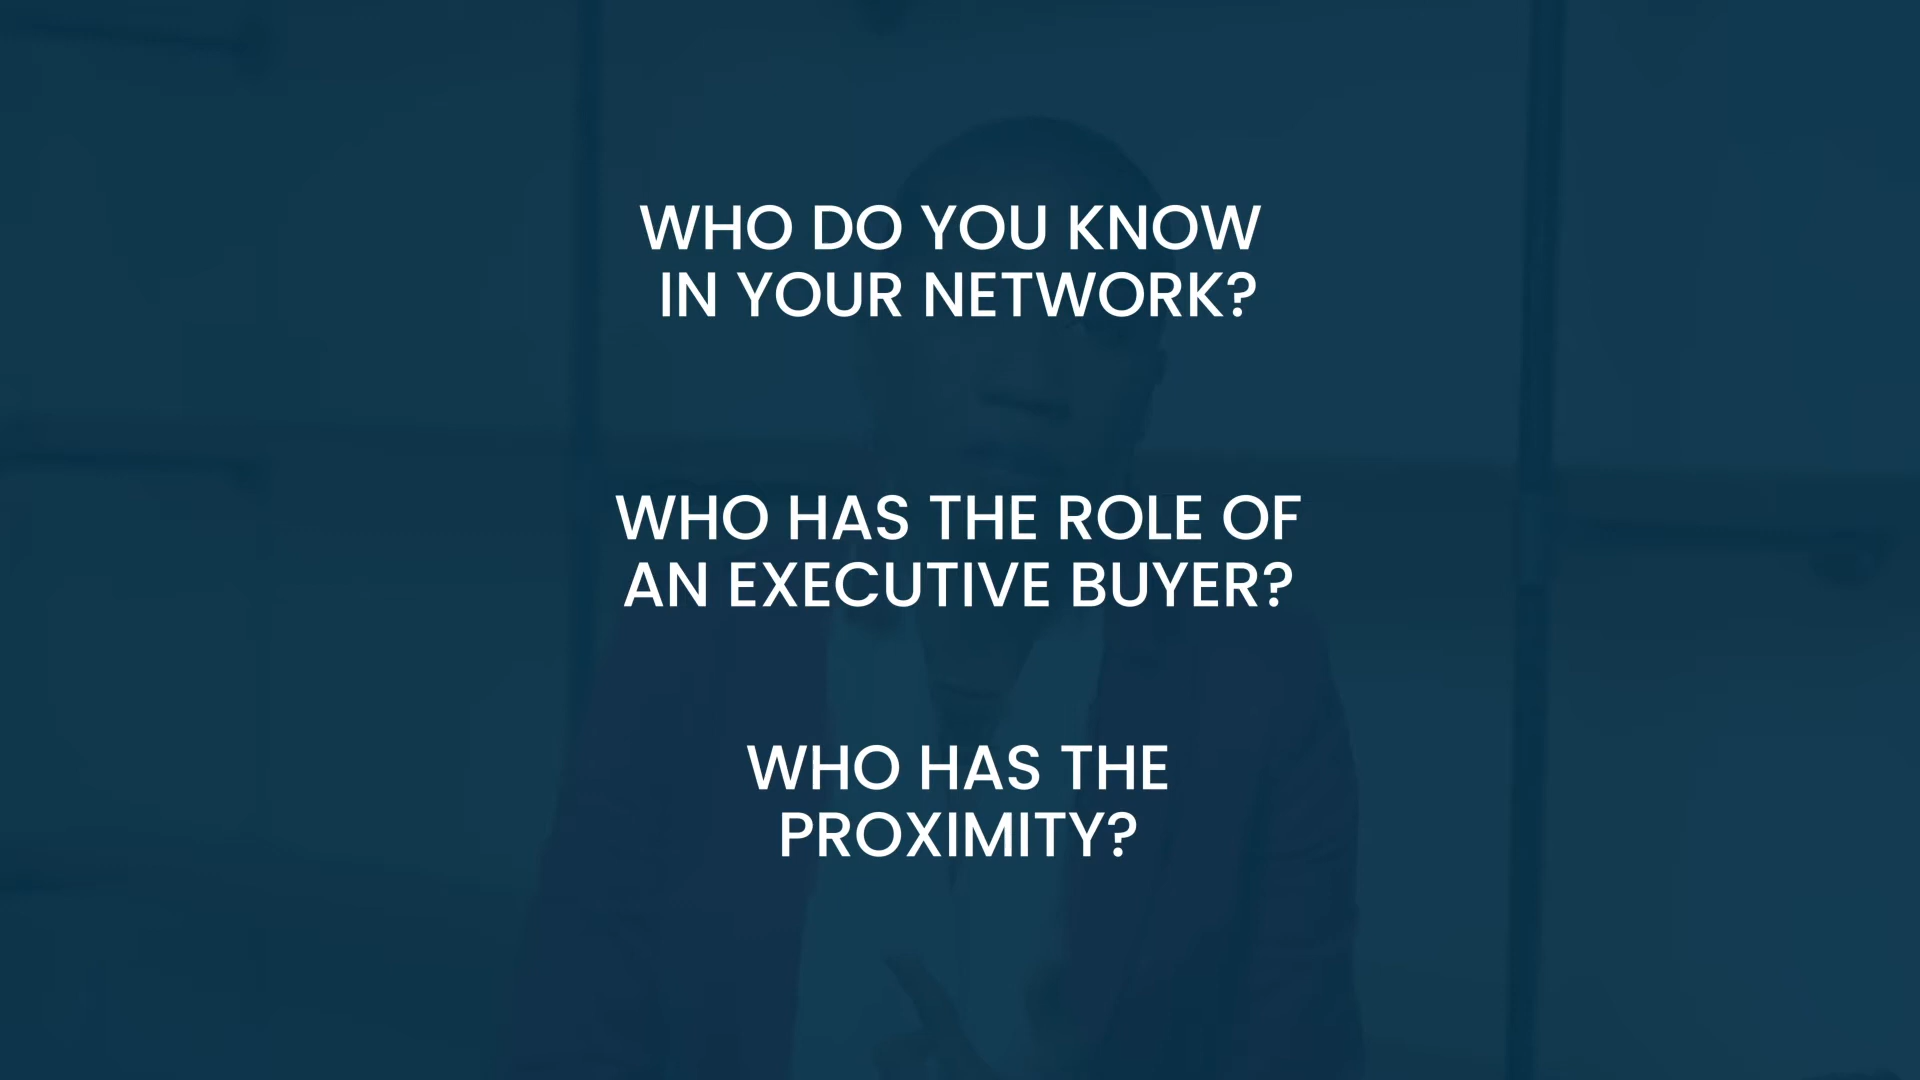 WHO DO YOU KNOW
IN YOUR NETWORK?
WHO HAS THE ROLE OF
AN EXECUTIVE BUYER?
WHO HAS THE
PROXIMITY?